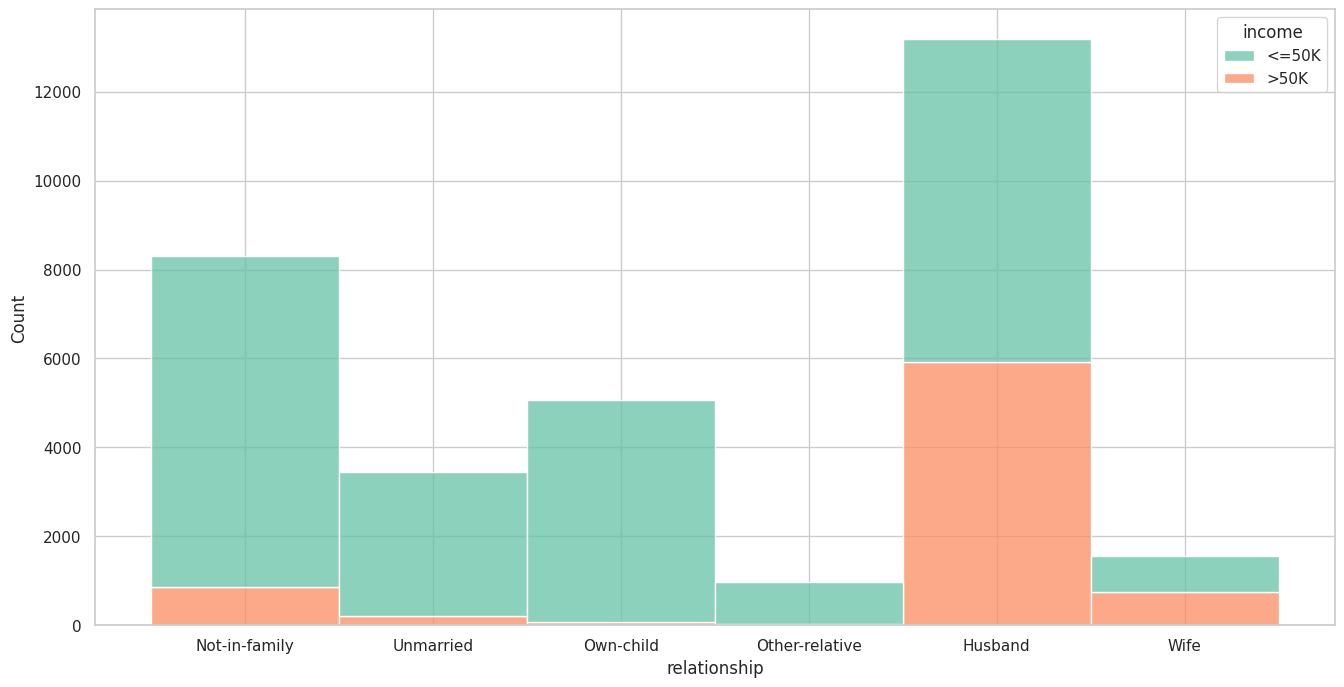 income
<=50K
>50K
12000
10000
8000
6000
4000
2000
0
Count
Not-in-family Unmarried Own-child Other-relative Husband Wife
relationship